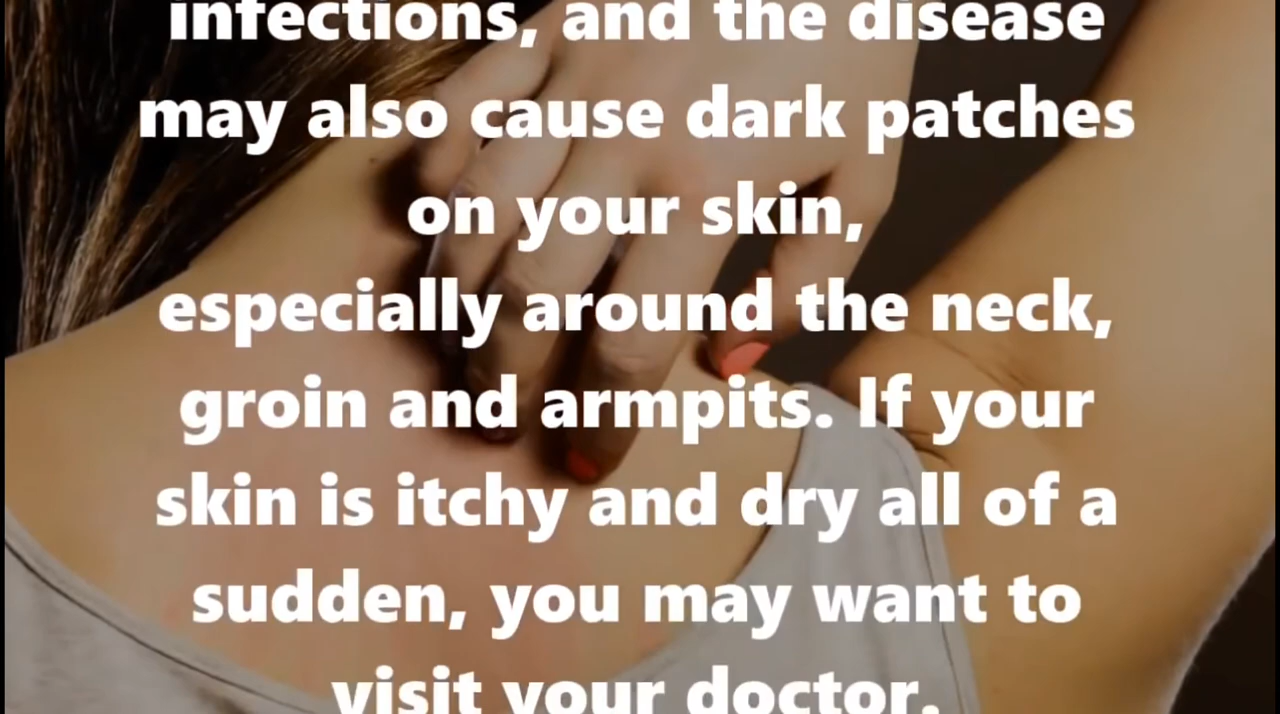 infections, and the disease
may also cause dark patches
on your skin,
especially around the neck,
groin and armpits. If your
skin is itchy and dry all of a
sudden, you may want to
visit your doctor.